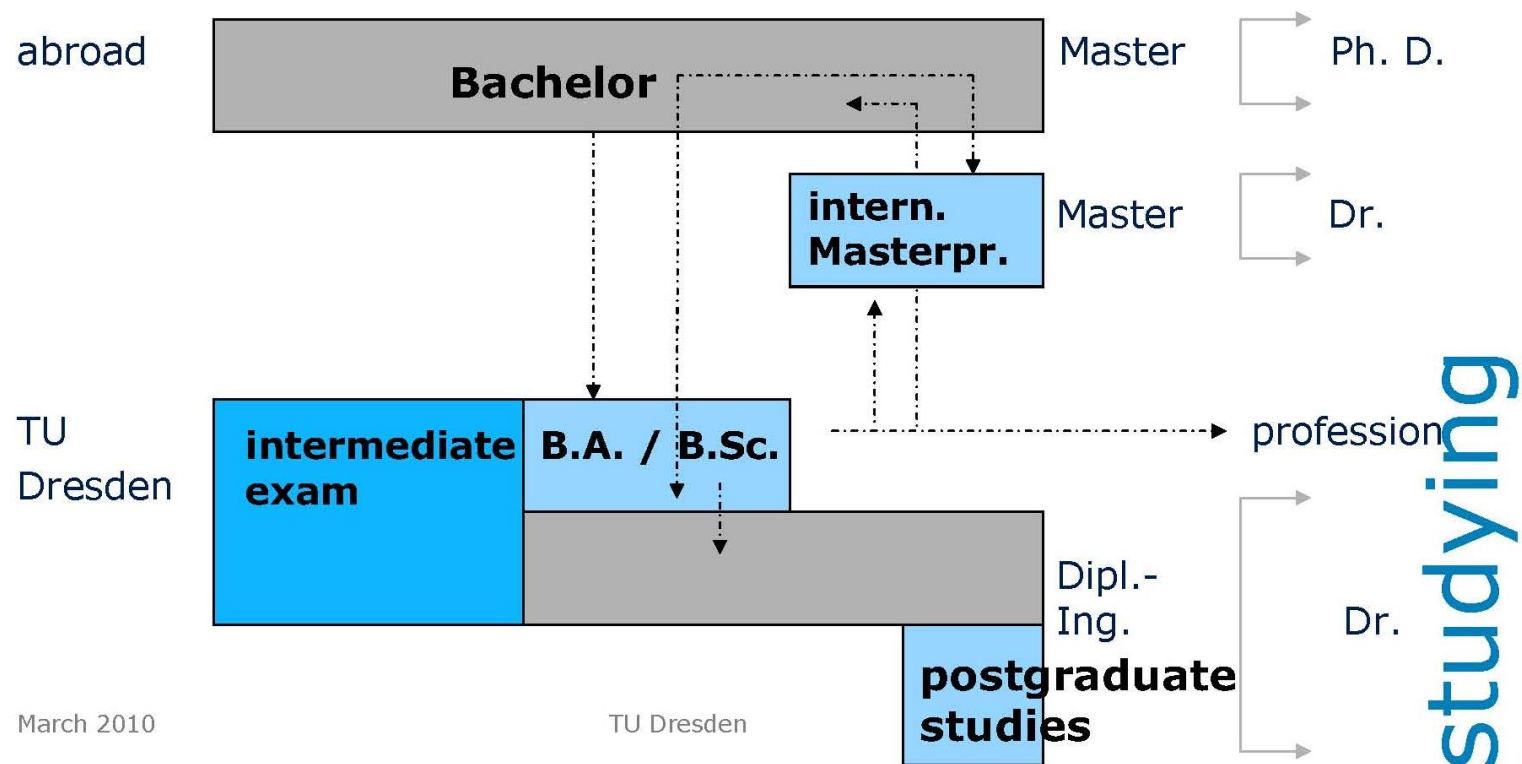 abroad
Bachelor
Master
Ph. D.
intern.
Masterpr.
Master
Dr.
TU
Dresden
intermediate
exam
B.A. / B.Sc.
profession
Dipl.-
Ing.
Dr.
postgraduate
studies
studying
March 2010
TU Dresden